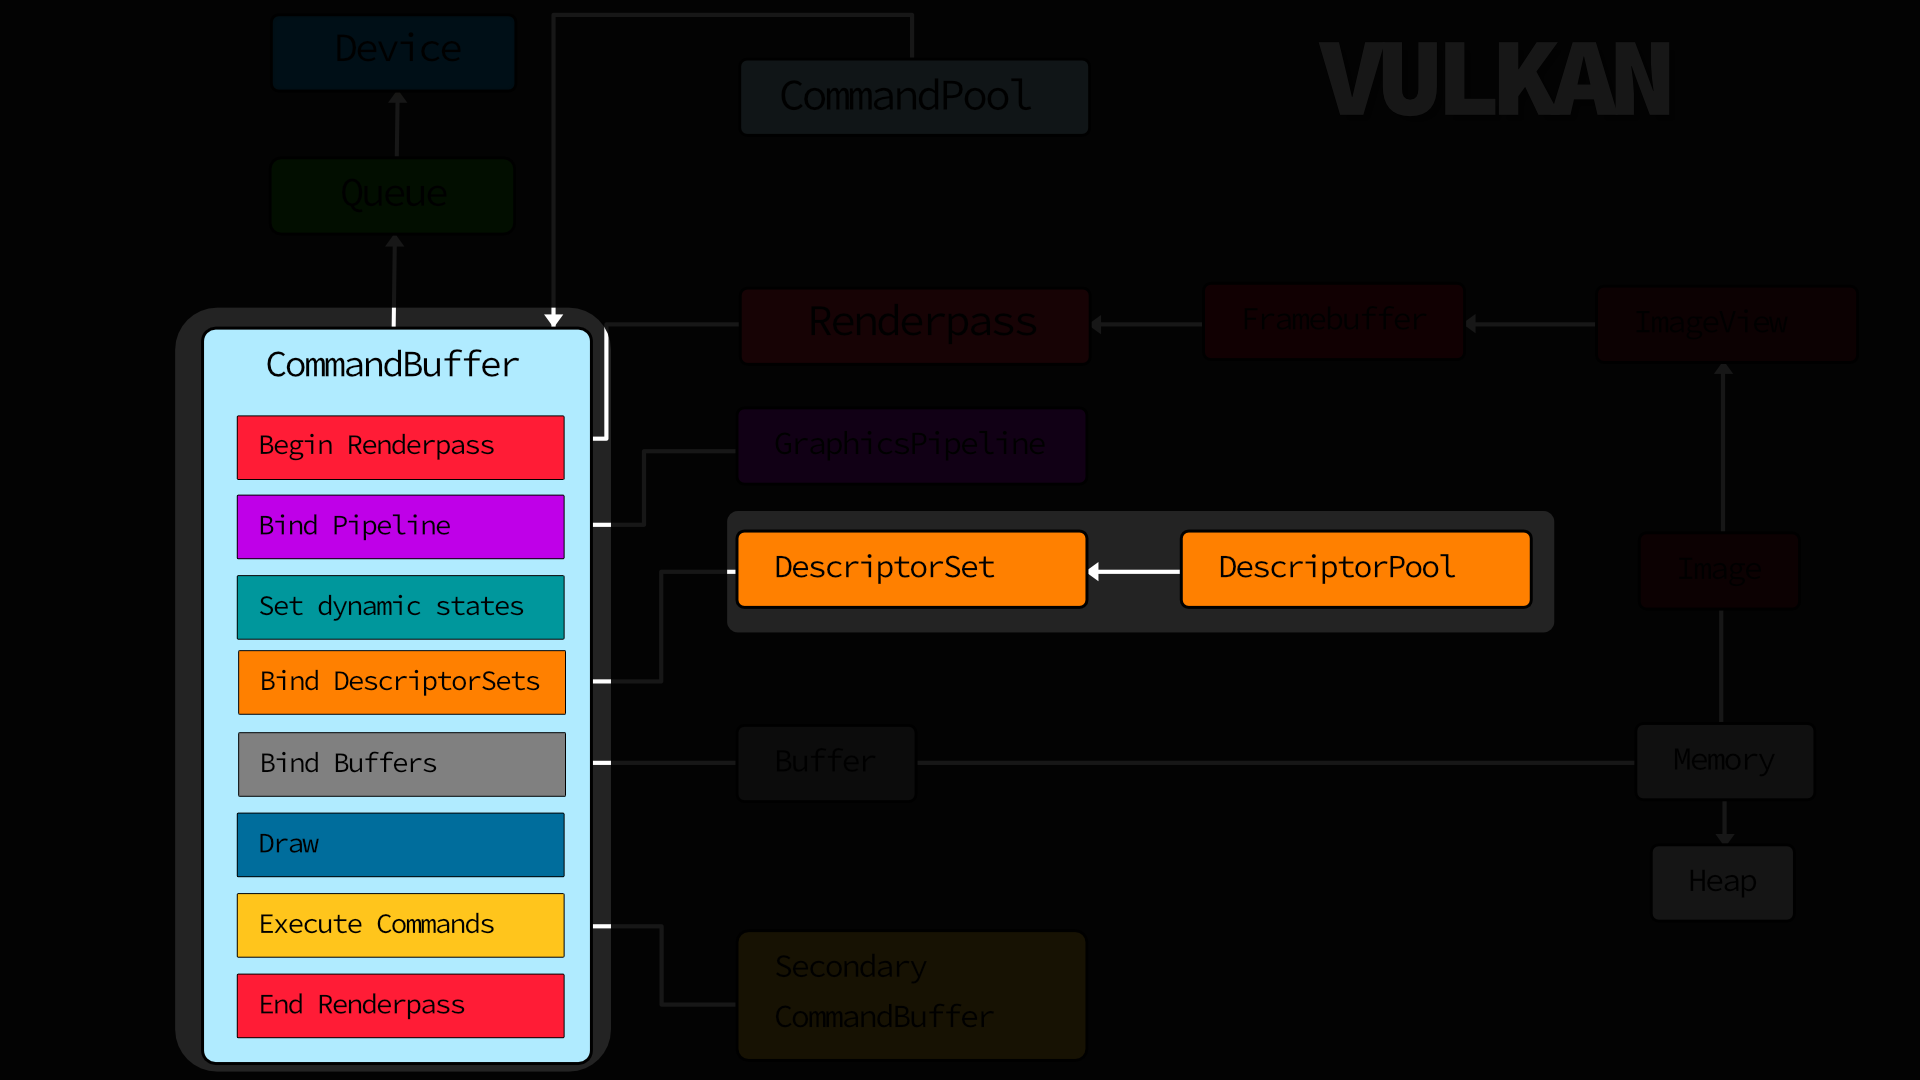 Device
CommandPool
VULKAN
Queue
Renderpass
Framebuffer
ImageView
CommandBuffer
Begin Renderpass
Bind Pipeline
Set dynamic states
Bind DescriptorSets
Bind Buffers
Draw
Execute Commands
End Renderpass
GraphicsPipeline
DescriptorSet
DescriptorPool
Image
Buffer
Memory
Heap
Secondary
CommandBuffer